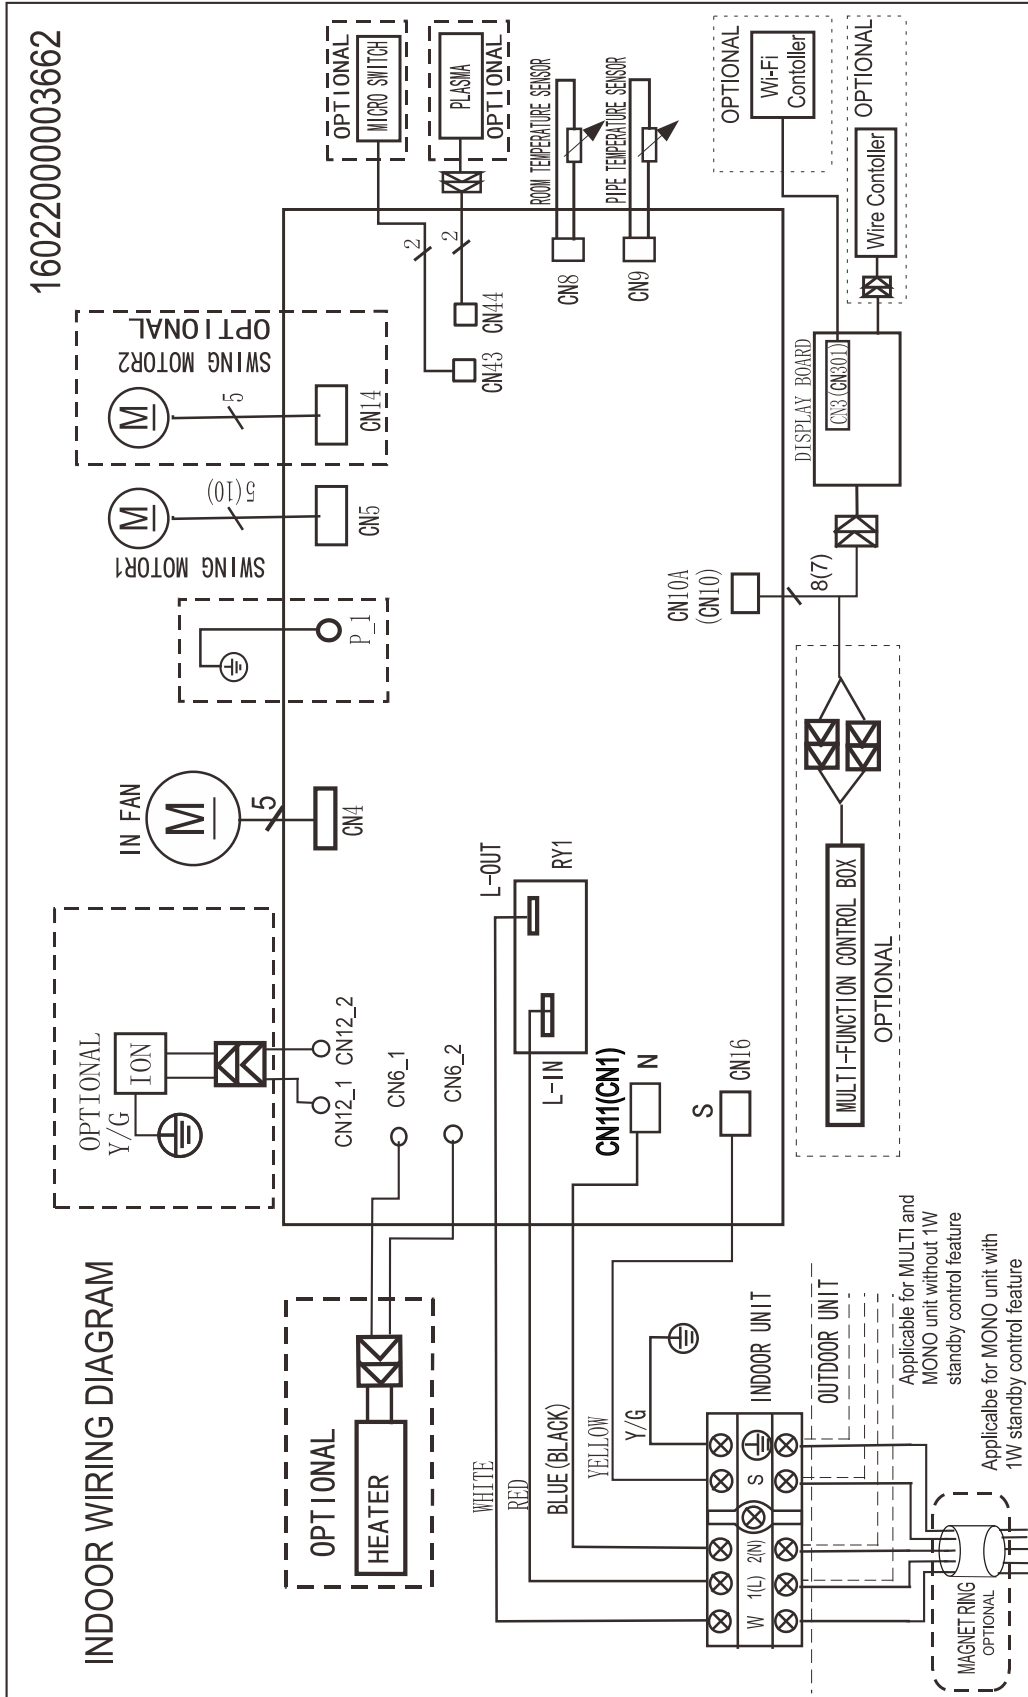 INDOOR WIRING DIAGRAM
16022000003662
OPTIONAL
Y/G
ION
CN12_1
CN12_2
IN FAN
M
5
CN4
P_1
SWING MOTOR1
M
5(10)
CN5
SWING MOTOR2
OPTIONAL
M
5
CN14
OPTIONAL
MICRO SWITCH
2
CN43
PLASMA
OPTIONAL
2
CN44
ROOM TEMPERATURE SENSOR
CN8
PIPE TEMPERATURE SENSOR
CN9
OPTIONAL
Wi-Fi
Contoller
OPTIONAL
Wire Contoller
DISPLAY BOARD
CN3(CN301)
CN10A
(CN10)
8(7)
MULTI-FUNCTION CONTROL BOX
OPTIONAL
OPTIONAL
HEATER
CN6_1
CN6_2
L-OUT
RY1
L-IN
CN11(CN1)
N
S
CN16
WHITE
RED
BLUE(BLACK)
YELLOW
Y/G
W
1(L)
2(N)
S
INDOOR UNIT
OUTDOOR UNIT
Applicable for MULTI and
MONO unit without 1W
standby control feature
Applicalbe for MONO unit with
1W standby control feature
MAGNET RING
OPTIONAL